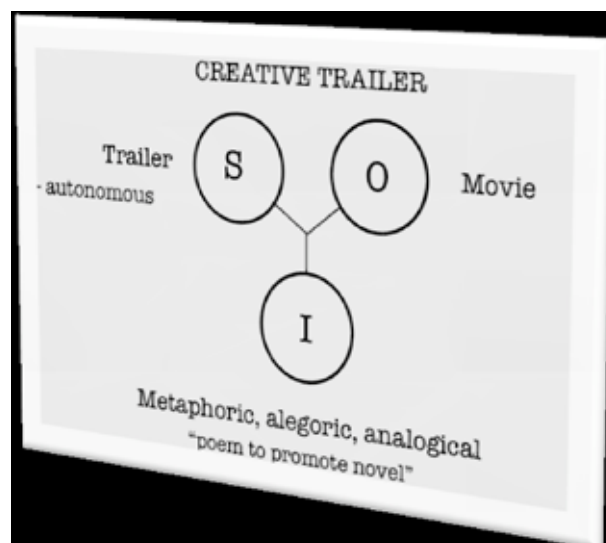 CREATIVE TRAILER
Trailer
- autonomous
S
O
Movie
I
Metaphoric, alegoric, analogical
“poem to promote novel”